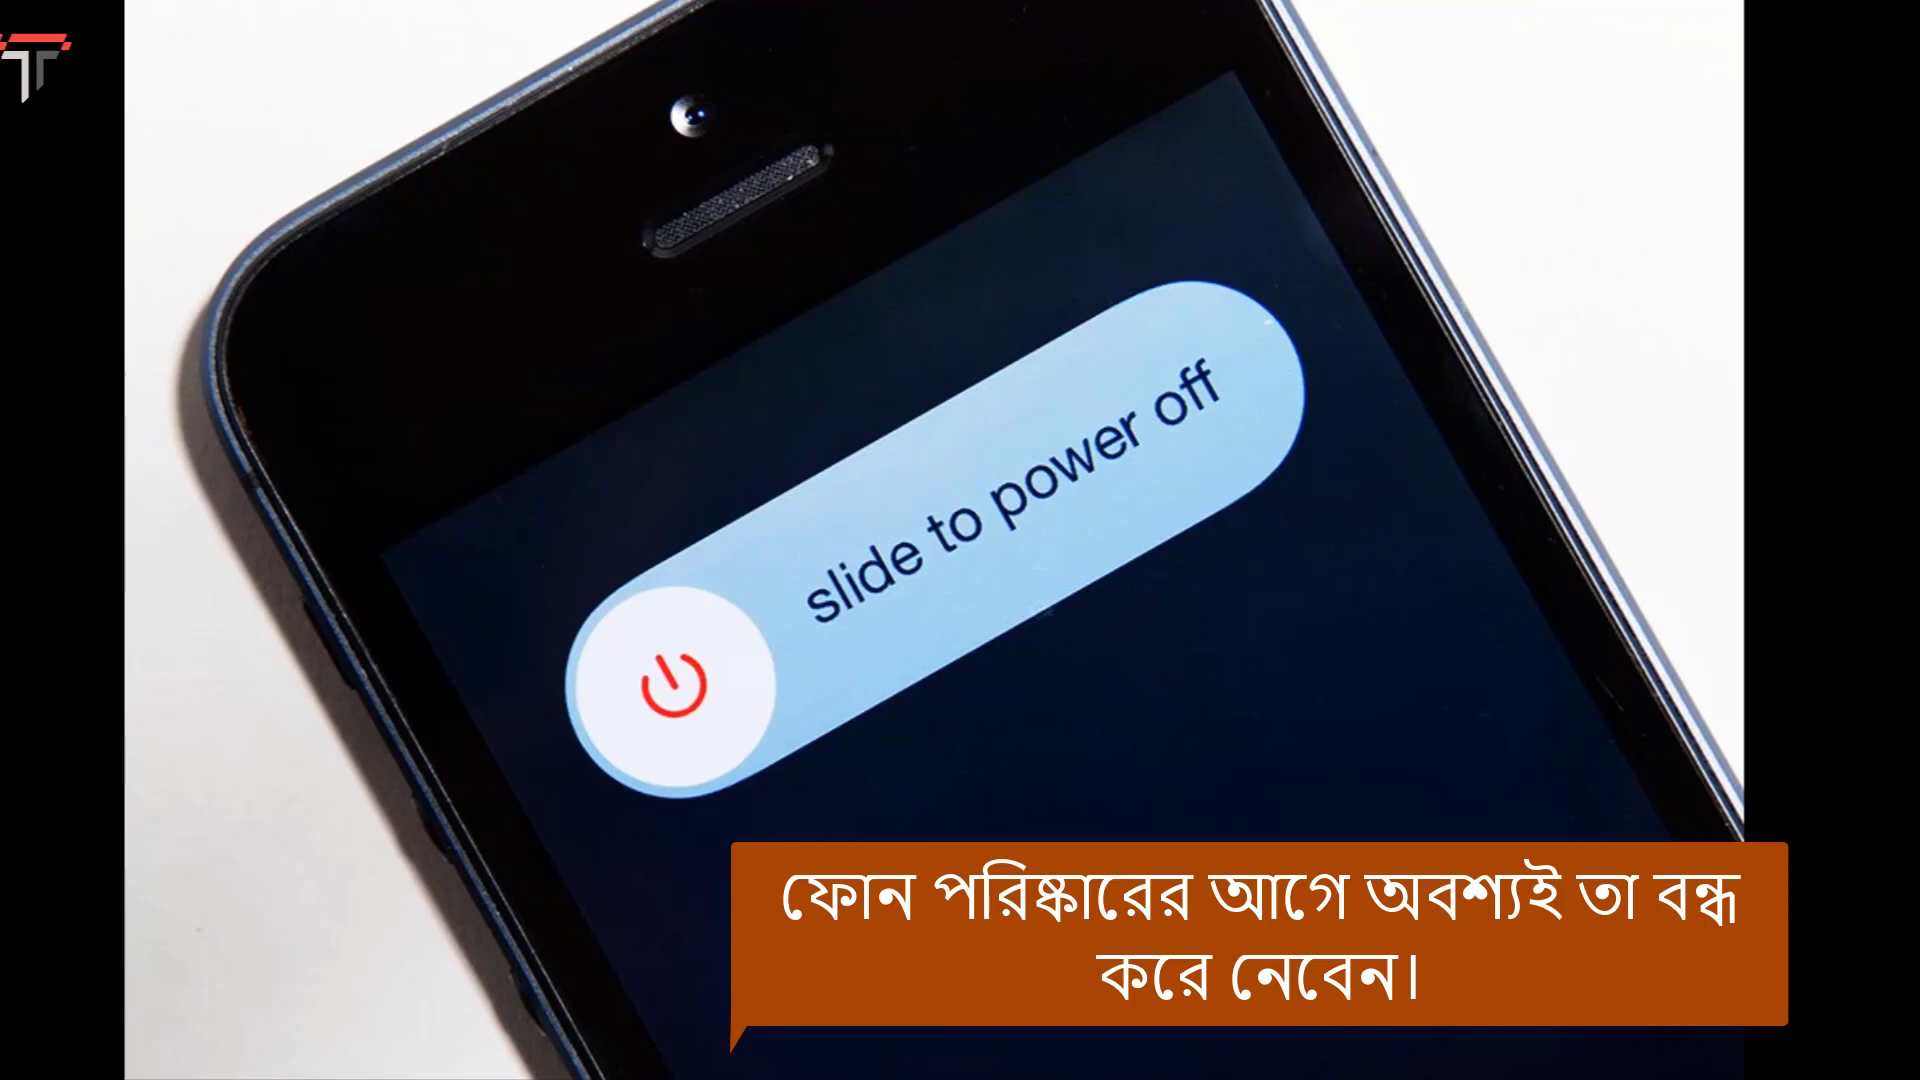 slide to power off
ফোন পরিষ্কারের আগে অবশ্যই তা বন্ধ
করে নেবেন।